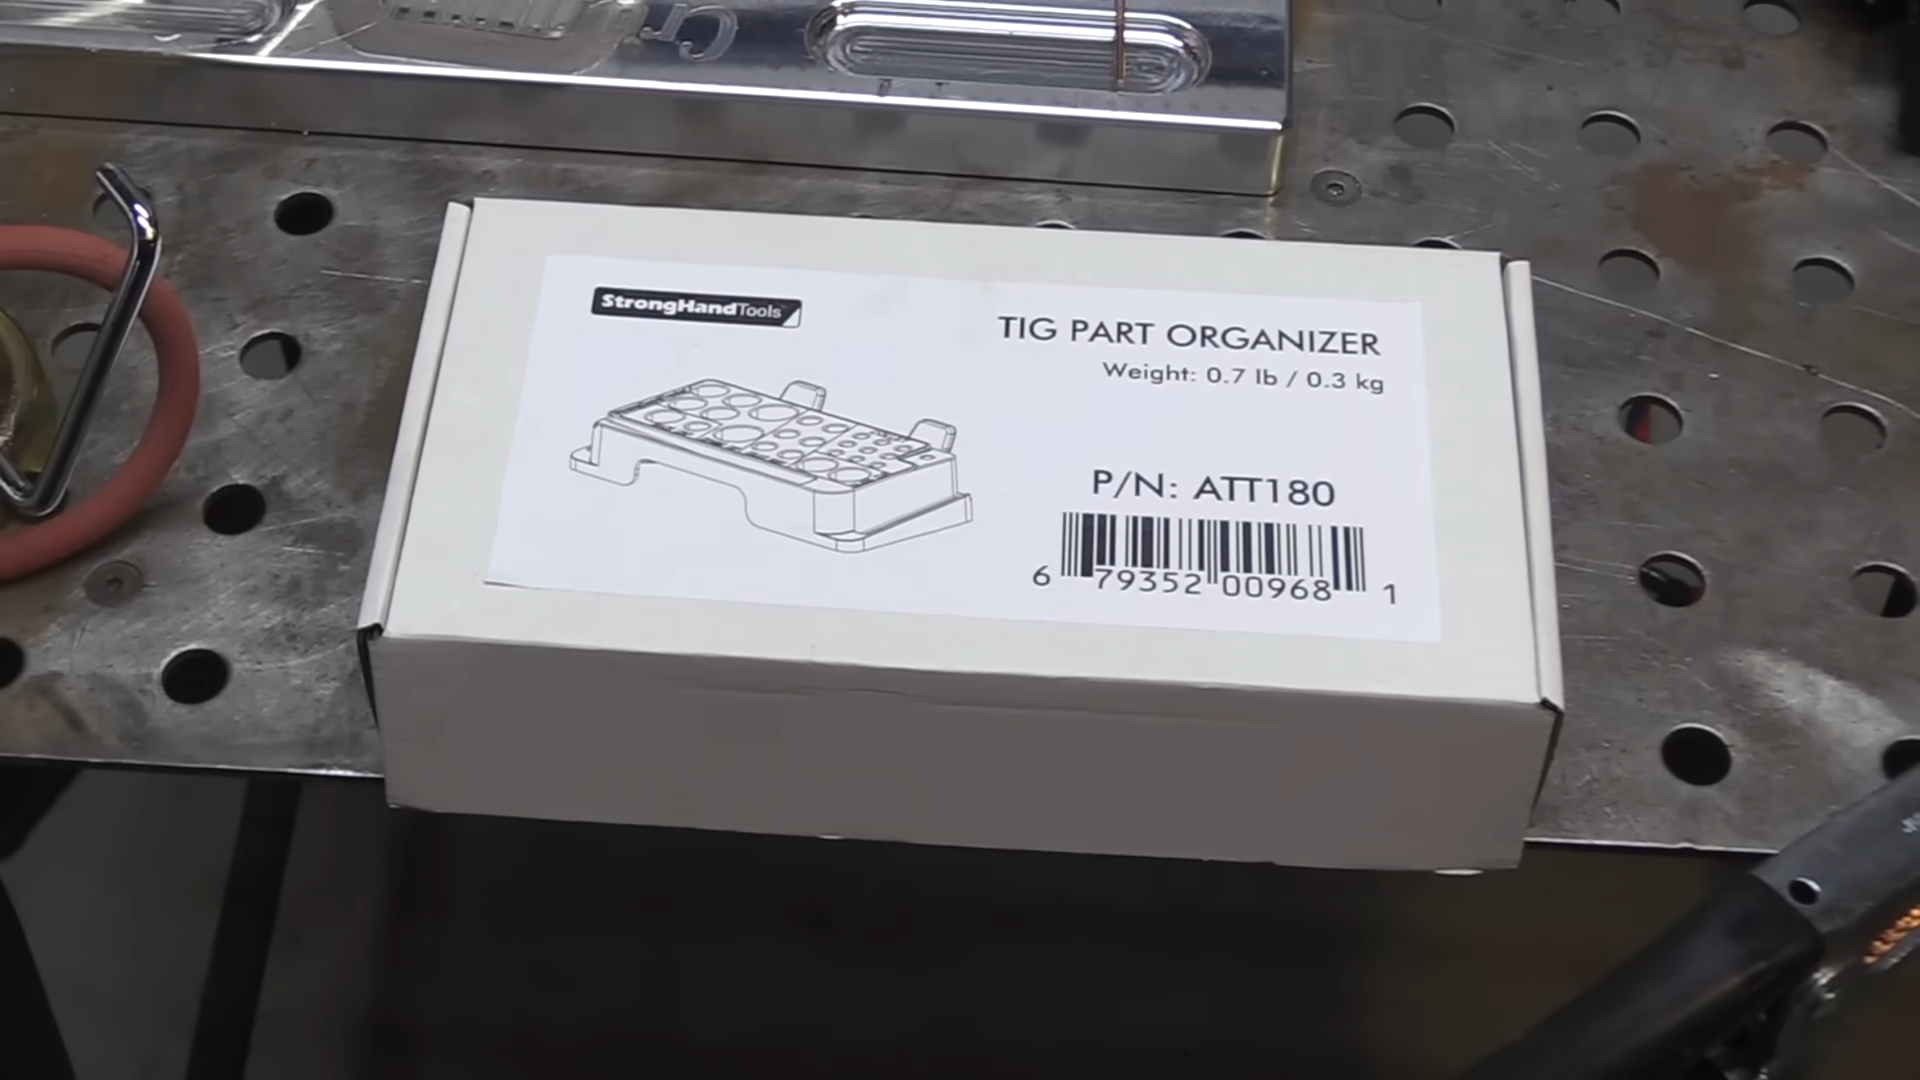 StrongHandTools
TIG PART ORGANIZER
Weight: 0.7 lb / 0.3 kg
P/N: ATT180
6 79352 00968 1